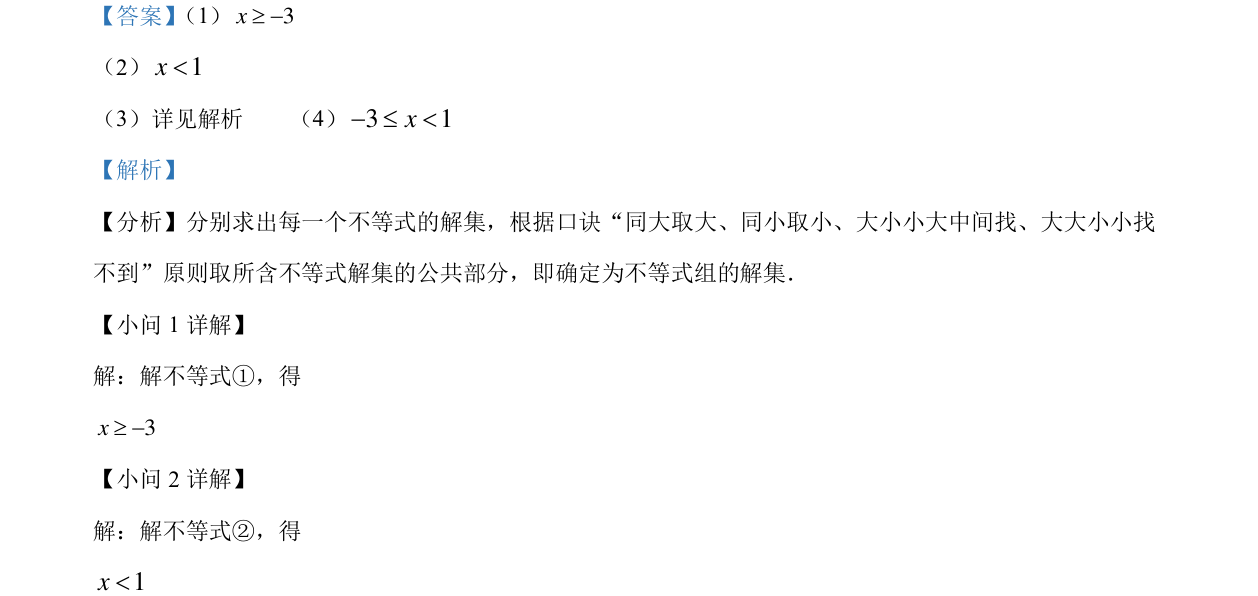 【答案】（1）x ≥ −3
（2）x < 1
（3）详见解析 （4）−3 ≤ x < 1
【解析】
【分析】分别求出每一个不等式的解集，根据口诀“同大取大、同小取小、大小小大中间找、大大小小找
不到”原则取所含不等式解集的公共部分，即确定为不等式组的解集．
【小问 1 详解】
解：解不等式①，得
x ≥ −3
【小问 2 详解】
解：解不等式②，得
x < 1